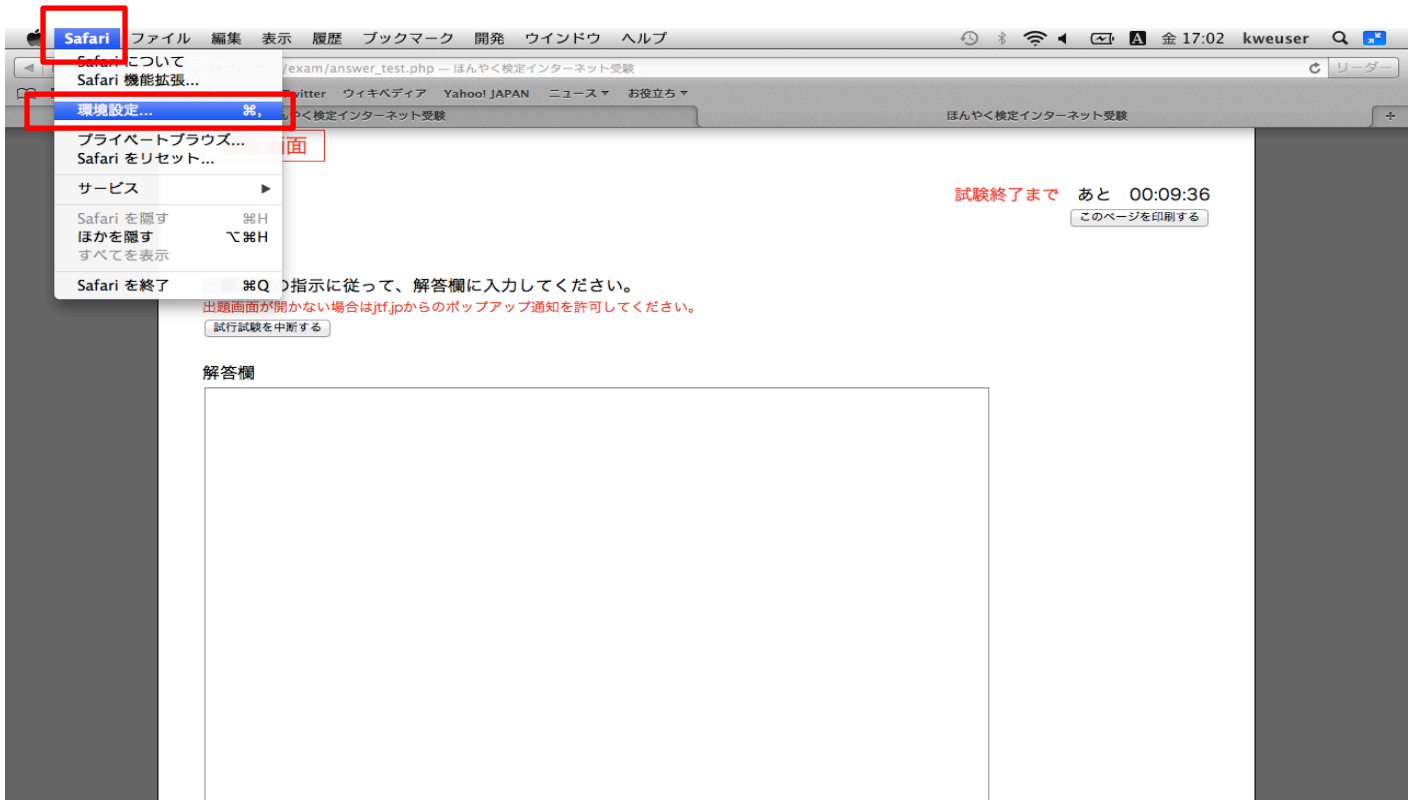 Safari ファイル 編集 表示 履歴 ブックマーク 開発 ウインドウ ヘルプ 金 17:02 kweuser
Safari について
/exam/answer_test.php — ほんやく検定インターネット受験 リーダー
Safari 機能拡張...
ウィキペディア Yahoo! JAPAN ニュース▼ お役立ち▼
環境設定... ⌘,
検定インターネット受験 ほんやく検定インターネット受験 +
プライベートブラウズ...
面
Safari をリセット...
サービス ▶
試験終了まで あと 00:09:36
このページを印刷する
Safari を隠す ⌘H
ほかを隠す ⌥⌘H
すべてを表示
Safari を終了 ⌘Q
の指示に従って、解答欄に入力してください。
出題画面が開かない場合はjtf.jpからのポップアップ通知を許可してください。
試行試験を中断する
解答欄